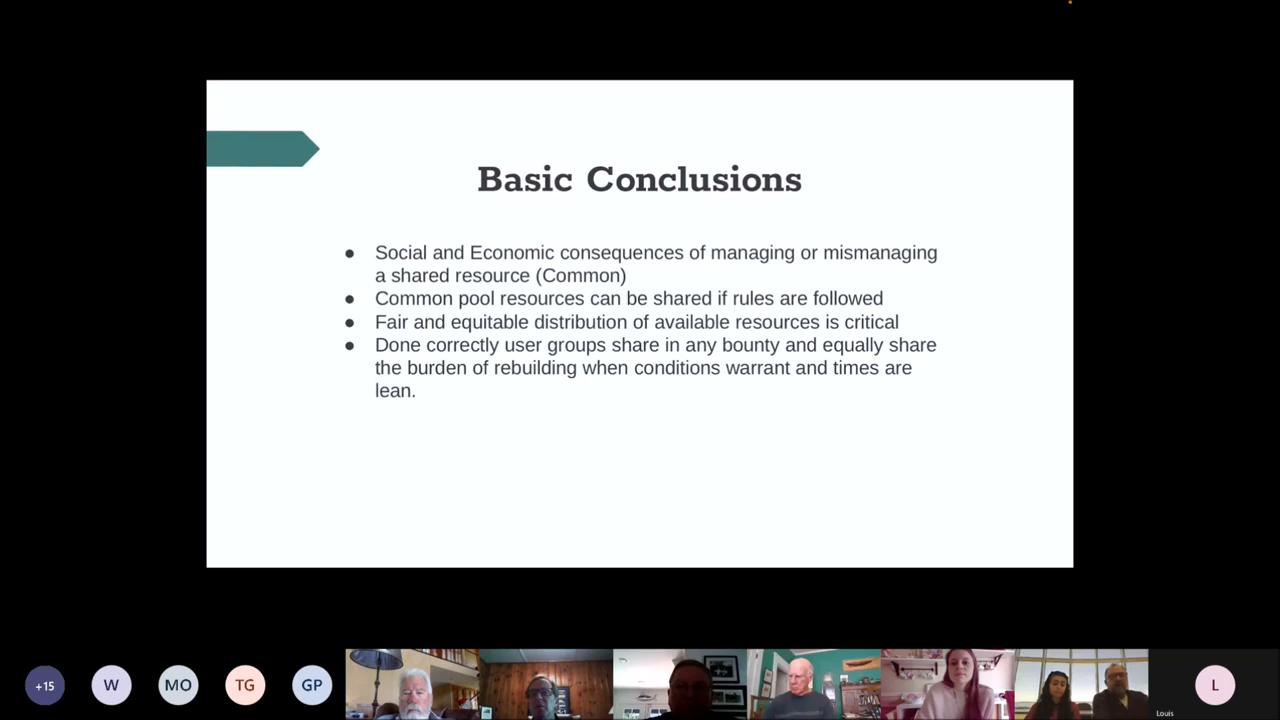 Basic Conclusions
● Social and Economic consequences of managing or mismanaging
a shared resource (Common)
● Common pool resources can be shared if rules are followed
● Fair and equitable distribution of available resources is critical
● Done correctly user groups share in any bounty and equally share
the burden of rebuilding when conditions warrant and times are
lean.
+15
W
MO
TG
GP
L
Louis